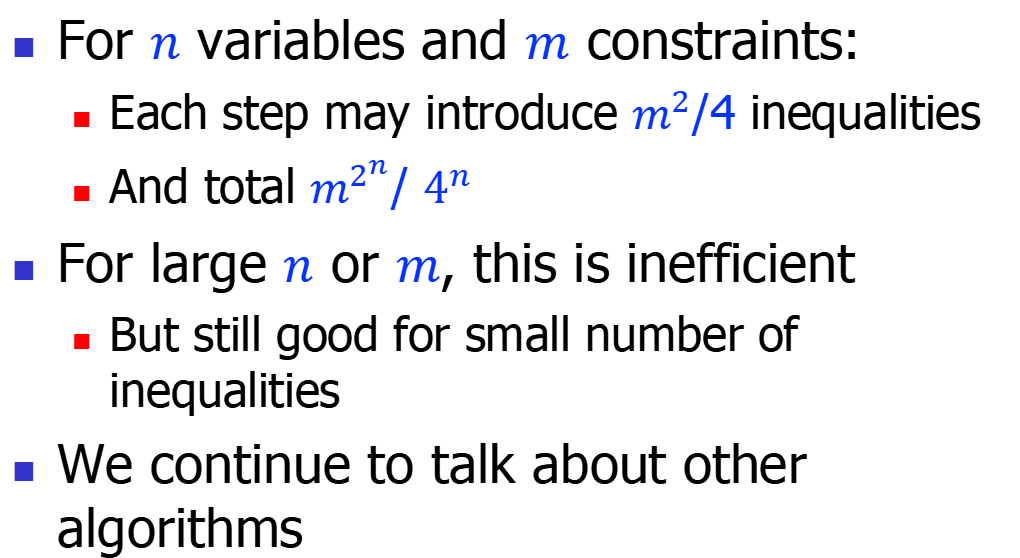 For n variables and m constraints:
Each step may introduce m²/4 inequalities
And total m^{2^n}/ 4^n
For large n or m, this is inefficient
But still good for small number of
inequalities
We continue to talk about other
algorithms